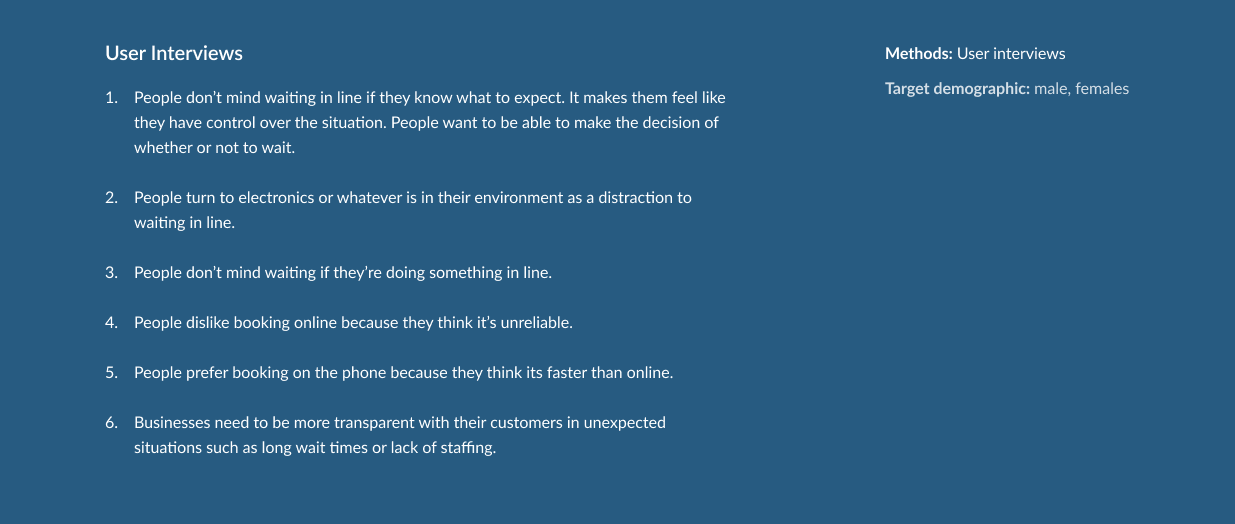 User Interviews
1. People don’t mind waiting in line if they know what to expect. It makes them feel like
they have control over the situation. People want to be able to make the decision of
whether or not to wait.
2. People turn to electronics or whatever is in their environment as a distraction to
waiting in line.
3. People don’t mind waiting if they’re doing something in line.
4. People dislike booking online because they think it’s unreliable.
5. People prefer booking on the phone because they think its faster than online.
6. Businesses need to be more transparent with their customers in unexpected
situations such as long wait times or lack of staffing.
Methods: User interviews
Target demographic: male, females